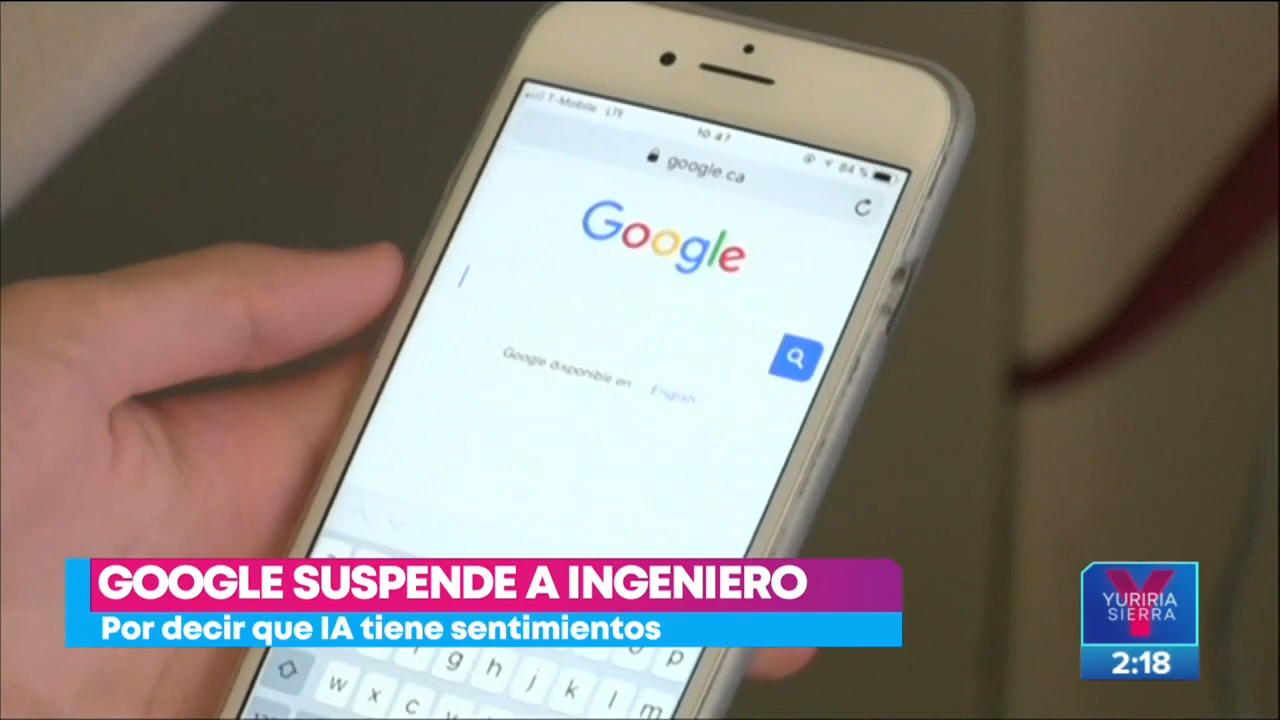 T-Mobile LTE
10:47
84 %
google.ca
Google
Google disponible en English
GOOGLE SUSPENDE A INGENIERO
Por decir que IA tiene sentimientos
g h j k l
p
w x c
m
YURIRIA
SIERRA
2:18